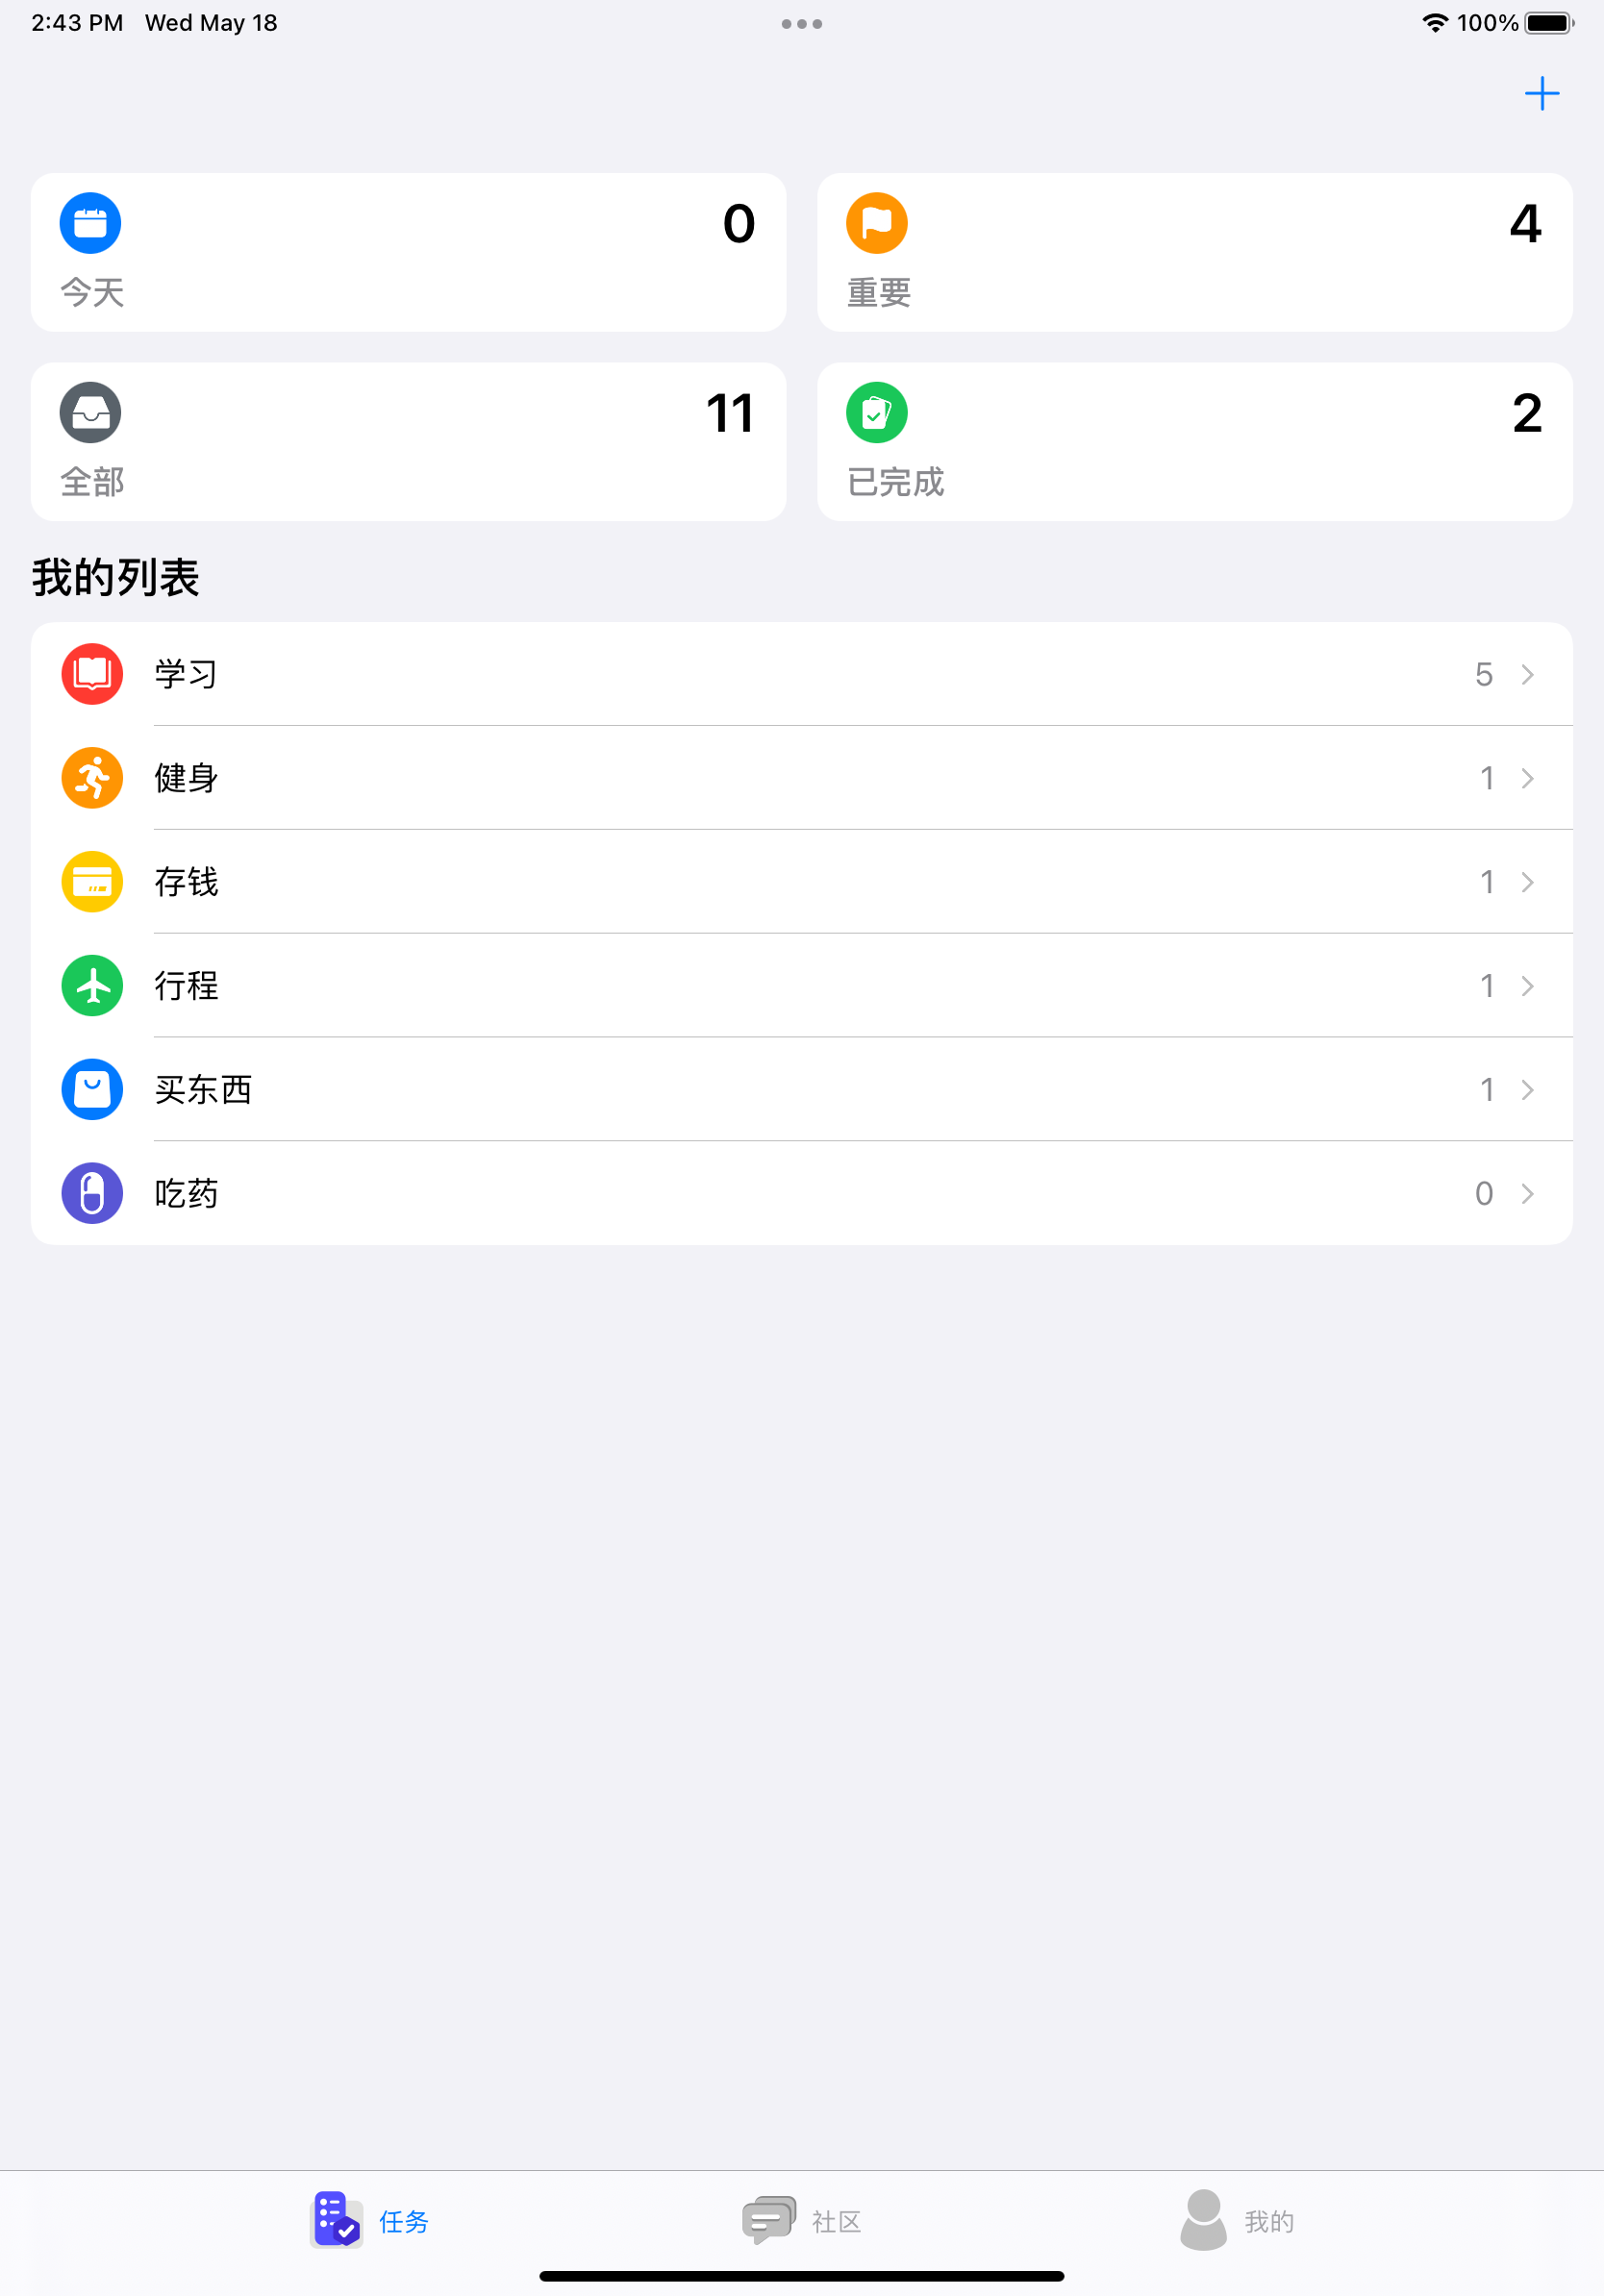 2:43 PM Wed May 18 100%
0
今天
4
重要
11
全部
2
已完成
我的列表
学习 5
健身 1
存钱 1
行程 1
买东西 1
吃药 0
任务 社区 我的